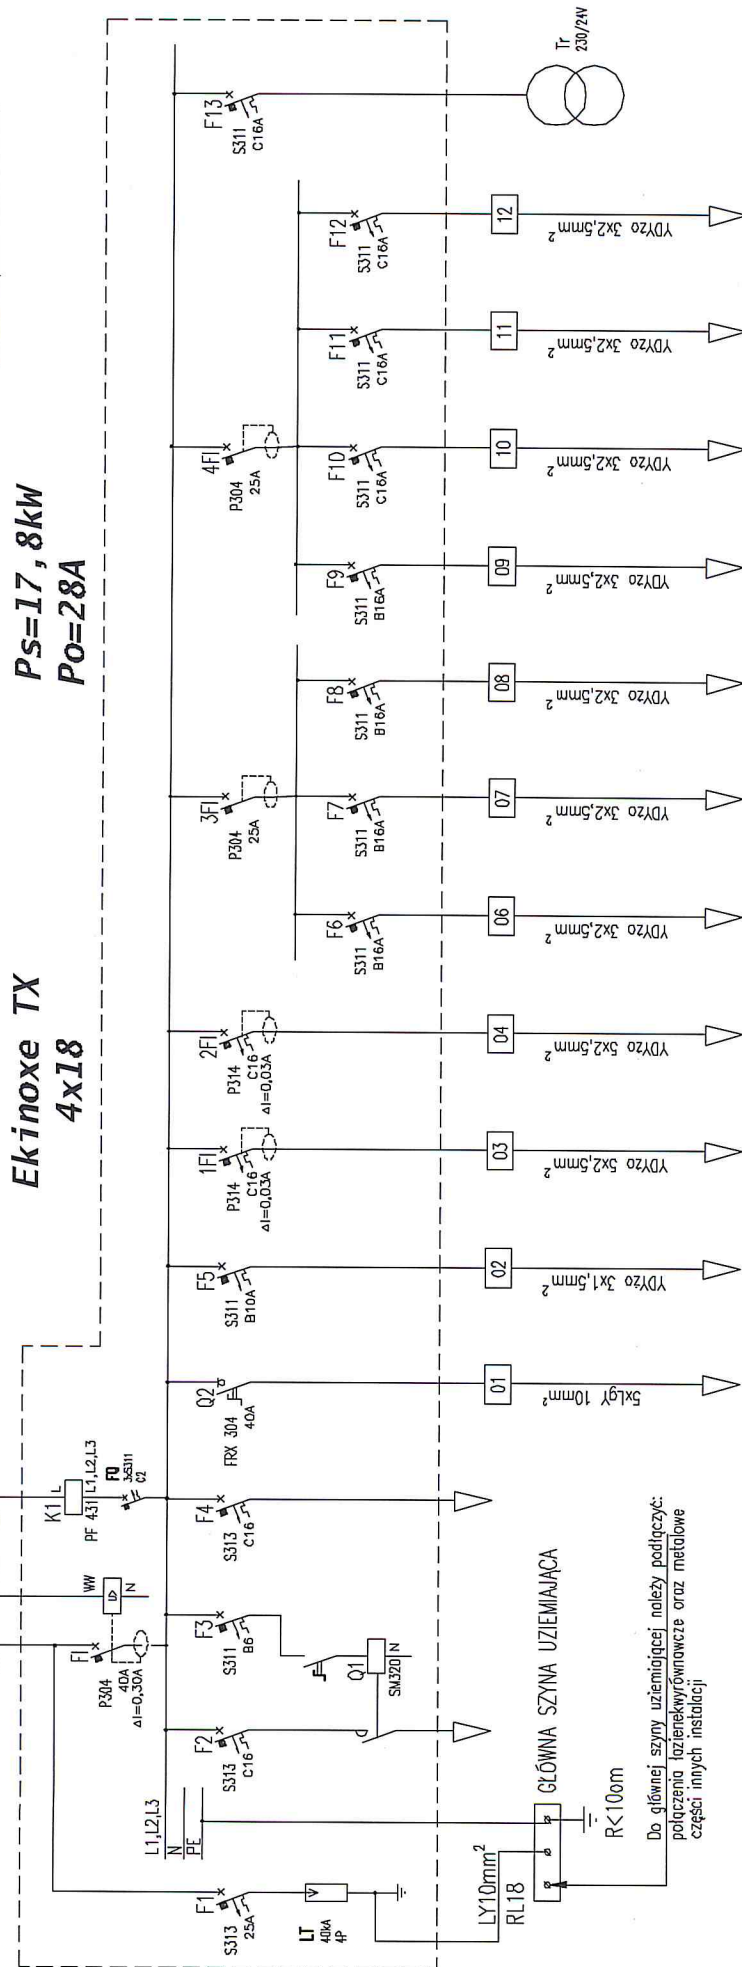 Ekinoxe TX
4x18
Ps=17,8kW
Po=28A
K1
L
PF 431
L1,L2,L3
F0
3xS311
C2
WW
U>
N
FI
P304
40A
ΔI=0,30A
L1,L2,L3
N
PE
F1
S313
25A
LT
40kA
4P
F2
S313
C16
F3
S311
B6
Q1
SM320
N
F4
S313
C16
Q2
FRX 304
40A
F5
S311
B10A
1FI
P314
C16
ΔI=0,03A
2FI
P314
C16
ΔI=0,03A
3FI
P304
25A
4FI
P304
25A
F13
S311
C16A
Tr
230/24V
F6
S311
B16A
F7
S311
B16A
F8
S311
B16A
F9
S311
B16A
F10
S311
C16A
F11
S311
C16A
F12
S311
C16A
01
5xLgY 10mm²
02
YDYżo 3x1,5mm²
03
YDYżo 5x2,5mm²
04
YDYżo 5x2,5mm²
06
YDYżo 3x2,5mm²
07
YDYżo 3x2,5mm²
08
YDYżo 3x2,5mm²
09
YDYżo 3x2,5mm²
10
YDYżo 3x2,5mm²
11
YDYżo 3x2,5mm²
12
YDYżo 3x2,5mm²
LY10mm²
RL18
GŁÓWNA SZYNA UZIEMIAJĄCA
R<10om
Do głównej szyny uziemiającej należy podłączyć:
połączenia łazienekwyrównawcze oraz metalowe
części innych instalacji